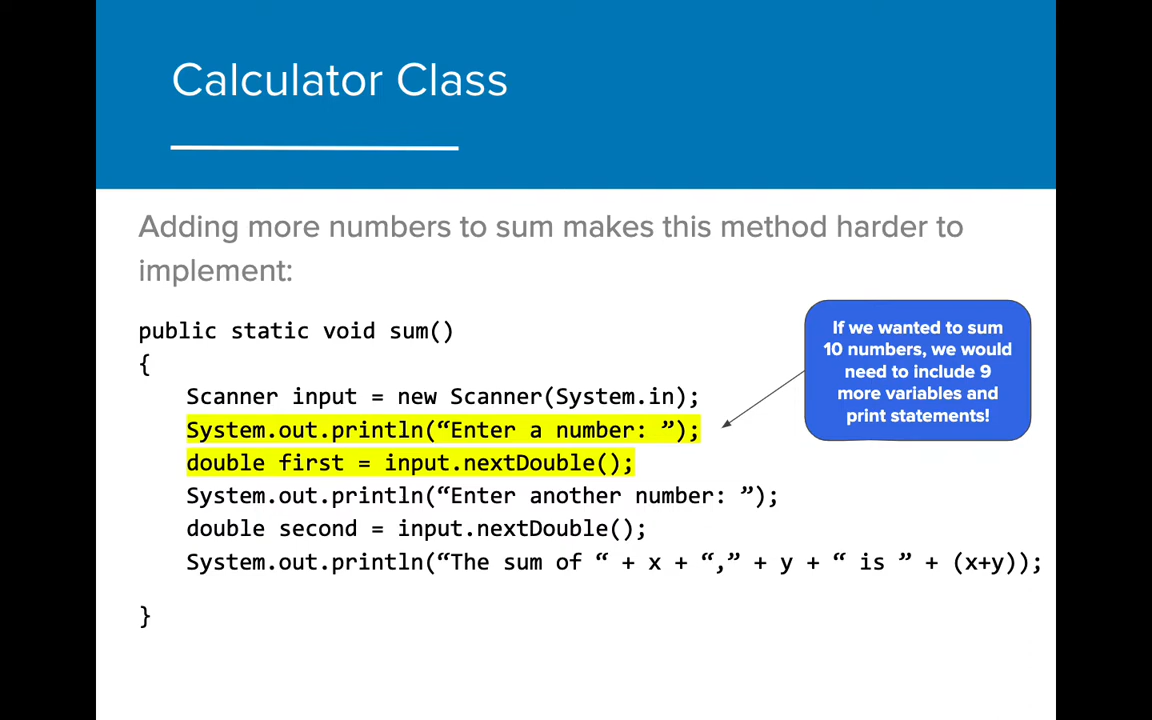 Calculator Class
Adding more numbers to sum makes this method harder to
implement:
public static void sum()
{
Scanner input = new Scanner(System.in);
System.out.println(“Enter a number: ”);
double first = input.nextDouble();
System.out.println(“Enter another number: ”);
double second = input.nextDouble();
System.out.println(“The sum of “ + x + “,” + y + “ is ” + (x+y));
}
If we wanted to sum
10 numbers, we would
need to include 9
more variables and
print statements!